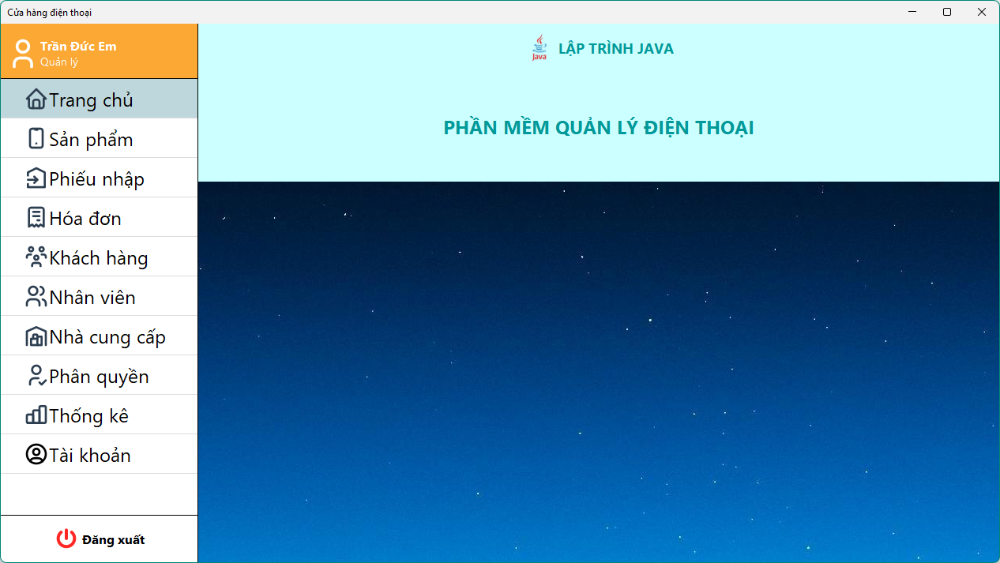 Cửa hàng điện thoại
Trần Đức Em
Quản lý
Trang chủ
Sản phẩm
Phiếu nhập
Hóa đơn
Khách hàng
Nhân viên
Nhà cung cấp
Phân quyền
Thống kê
Tài khoản
Đăng xuất
Java
LẬP TRÌNH JAVA
PHẦN MỀM QUẢN LÝ ĐIỆN THOẠI